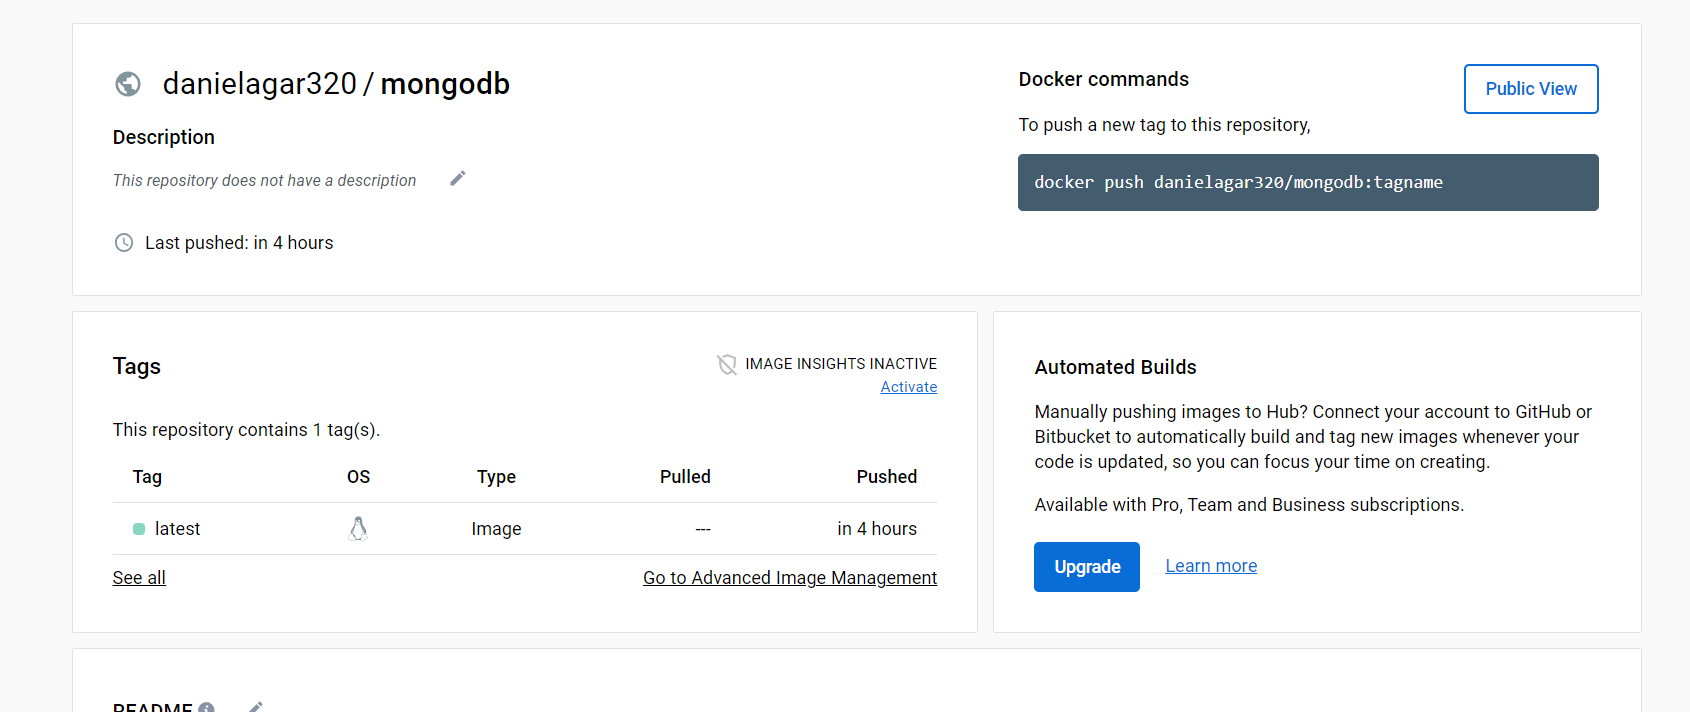 danielagar320 / mongodb
Description
This repository does not have a description
Last pushed: in 4 hours
Docker commands
Public View
To push a new tag to this repository,
docker push danielagar320/mongodb:tagname
Tags
IMAGE INSIGHTS INACTIVE
Activate
This repository contains 1 tag(s).
Tag OS Type Pulled Pushed
latest Image --- in 4 hours
See all
Go to Advanced Image Management
Automated Builds
Manually pushing images to Hub? Connect your account to GitHub or
Bitbucket to automatically build and tag new images whenever your
code is updated, so you can focus your time on creating.
Available with Pro, Team and Business subscriptions.
Upgrade
Learn more
README